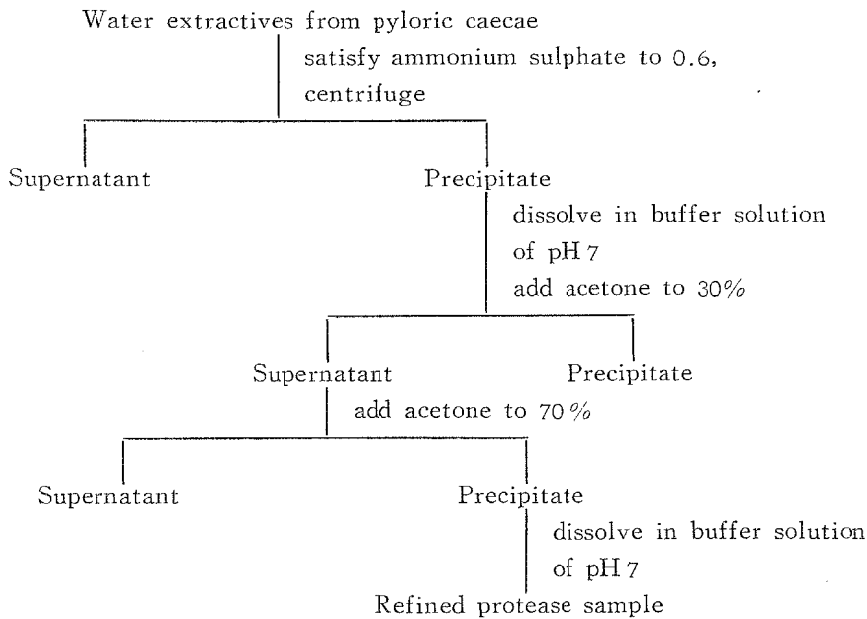 Water extractives from pyloric caecae
satisfy ammonium sulphate to 0.6,
centrifuge
Supernatant Precipitate
dissolve in buffer solution
of pH 7
add acetone to 30%
Supernatant Precipitate
add acetone to 70%
Supernatant Precipitate
dissolve in buffer solution
of pH 7
Refined protease sample